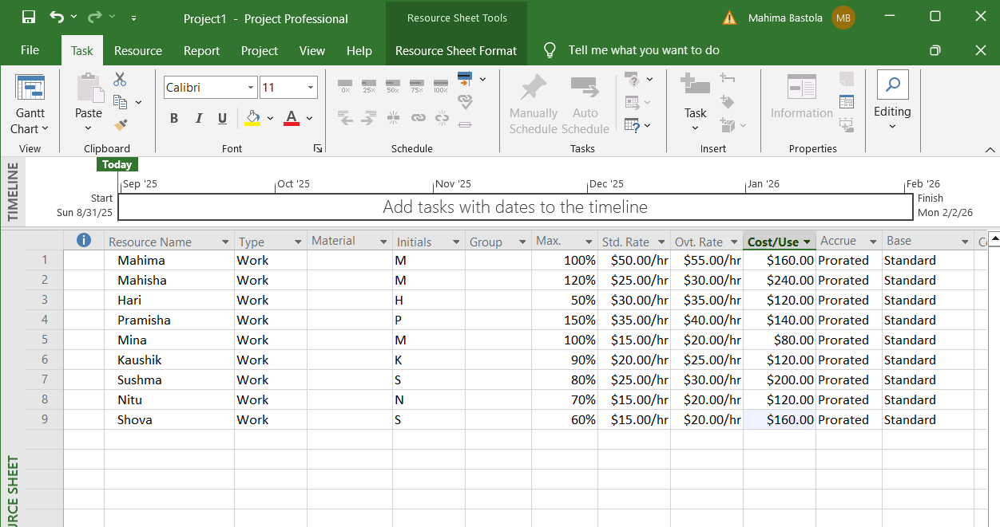 Project1 - Project Professional
Resource Sheet Tools
Mahima Bastola
MB
File
Task
Resource
Report
Project
View
Help
Resource Sheet Format
Tell me what you want to do
Gantt Chart
View
Paste
Clipboard
Calibri
11
B I U
A
Font
0% 25% 50% 75% 100%
Schedule
Manually Schedule
Auto Schedule
Tasks
Task
Insert
Information
Properties
Editing
TIMELINE
Today
Sep '25 Oct '25 Nov '25 Dec '25 Jan '26 Feb '26
Start
Sun 8/31/25
Add tasks with dates to the timeline
Finish
Mon 2/2/26
Resource Name Type Material Initials Group Max. Std. Rate Ovt. Rate Cost/Use Accrue Base
1 Mahima Work M 100% $50.00/hr $55.00/hr $160.00 Prorated Standard
2 Mahisha Work M 120% $25.00/hr $30.00/hr $240.00 Prorated Standard
3 Hari Work H 50% $30.00/hr $35.00/hr $120.00 Prorated Standard
4 Pramisha Work P 150% $35.00/hr $40.00/hr $140.00 Prorated Standard
5 Mina Work M 100% $15.00/hr $20.00/hr $80.00 Prorated Standard
6 Kaushik Work K 90% $20.00/hr $25.00/hr $120.00 Prorated Standard
7 Sushma Work S 80% $25.00/hr $30.00/hr $200.00 Prorated Standard
8 Nitu Work N 70% $15.00/hr $20.00/hr $120.00 Prorated Standard
9 Shova Work S 60% $15.00/hr $20.00/hr $160.00 Prorated Standard
SHEET